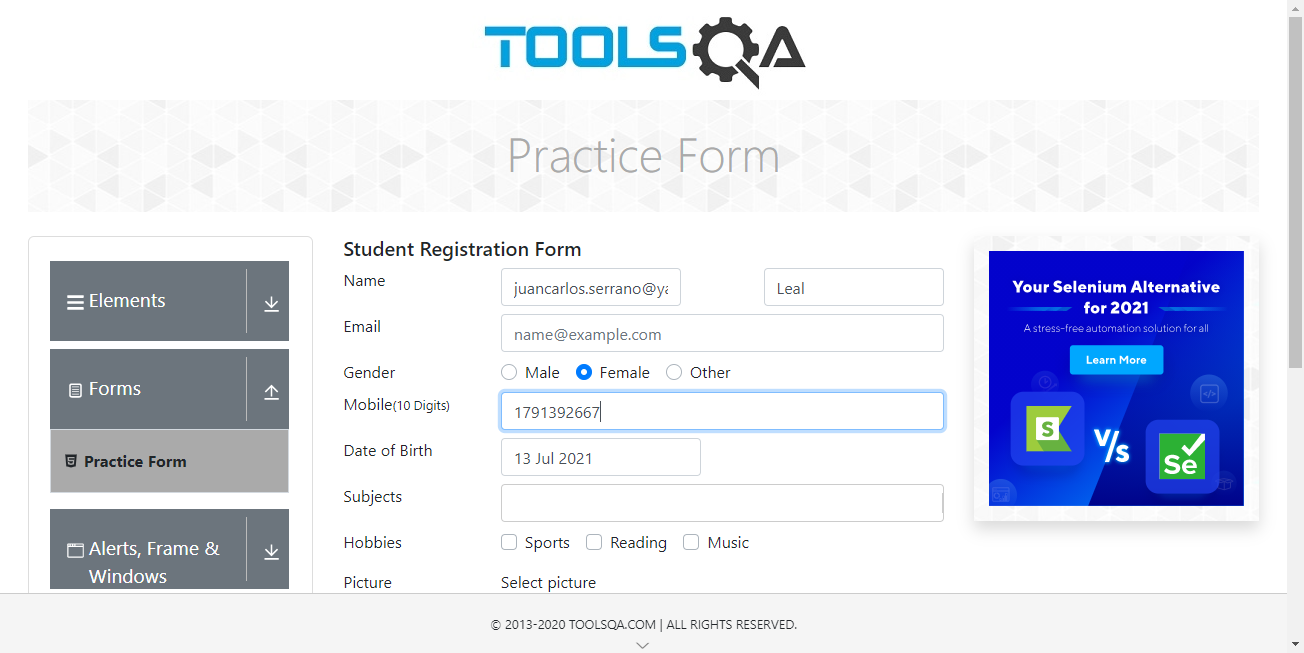 TOOLSQA
Practice Form
Elements
Forms
Practice Form
Alerts, Frame &
Windows
Student Registration Form
Name juancarlos.serrano@ya Leal
Email name@example.com
Gender Male Female Other
Mobile(10 Digits) 1791392667
Date of Birth 13 Jul 2021
Subjects
Hobbies Sports Reading Music
Picture Select picture
Your Selenium Alternative
for 2021
A stress-free automation solution for all
Learn More
S
V/s
Se
© 2013-2020 TOOLSQA.COM | ALL RIGHTS RESERVED.